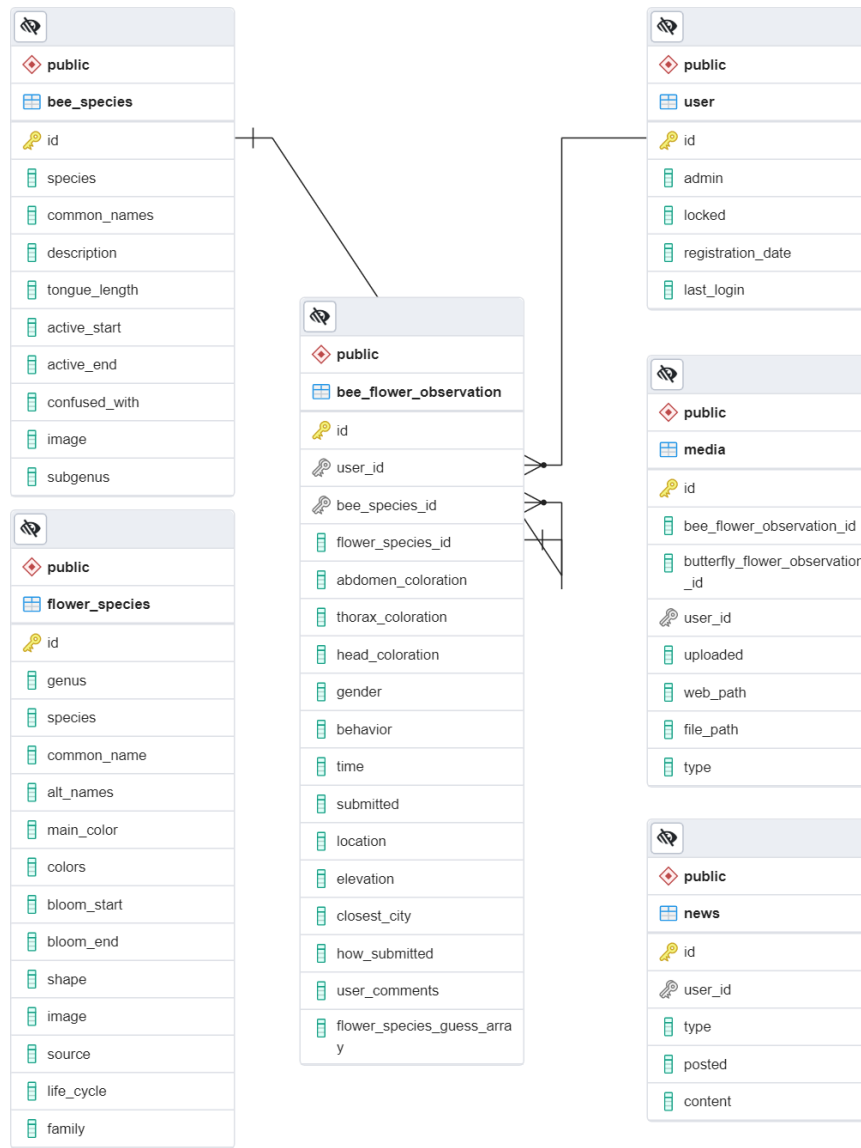 public
bee_species
id
species
common_names
description
tongue_length
active_start
active_end
confused_with
image
subgenus
public
flower_species
id
genus
species
common_name
alt_names
main_color
colors
bloom_start
bloom_end
shape
image
source
life_cycle
family
public
bee_flower_observation
id
user_id
bee_species_id
flower_species_id
abdomen_coloration
thorax_coloration
head_coloration
gender
behavior
time
submitted
location
elevation
closest_city
how_submitted
user_comments
flower_species_guess_arra
y
public
user
id
admin
locked
registration_date
last_login
public
media
id
bee_flower_observation_id
butterfly_flower_observation
_id
user_id
uploaded
web_path
file_path
type
public
news
id
user_id
type
posted
content